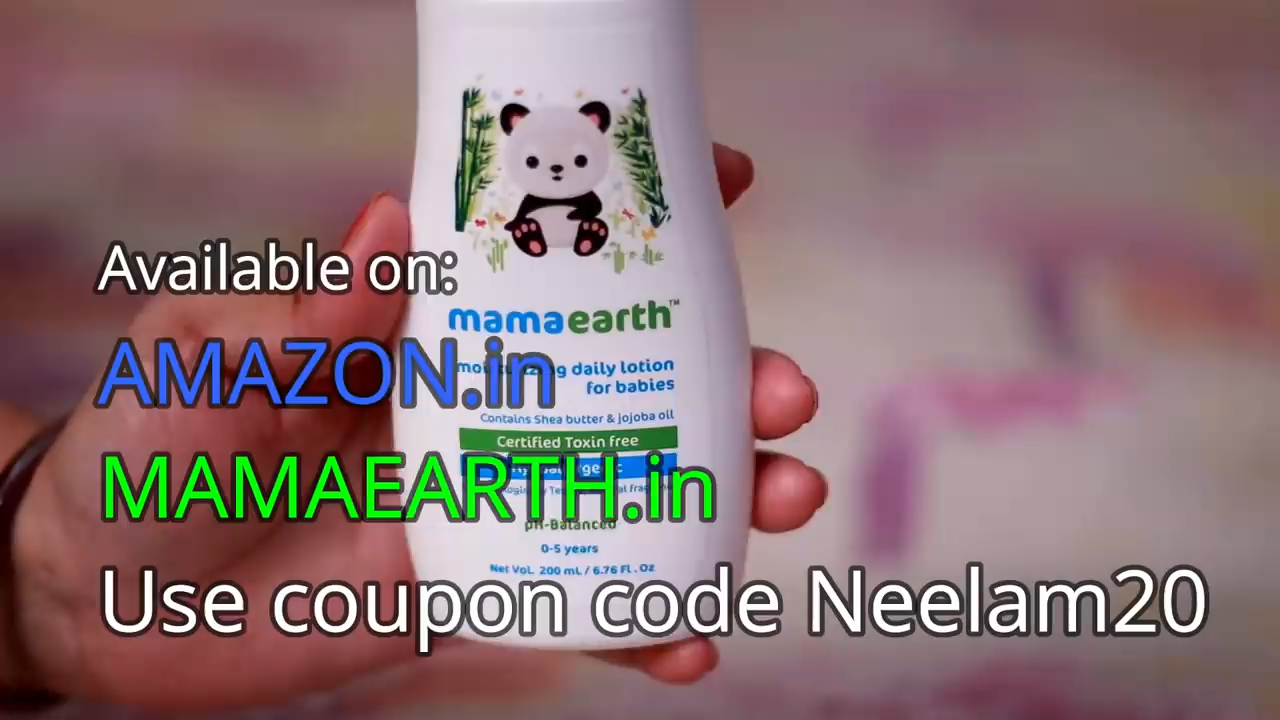 Available on:
AMAZON.in
MAMAEARTH.in
Use coupon code Neelam20
mamaearth™
daily lotion
for babies
Contains Shea butter & jojoba oil
Certified Toxin free
pH-Balanced
0-5 years
Net Vol. 200 mL / 6.76 FL. Oz